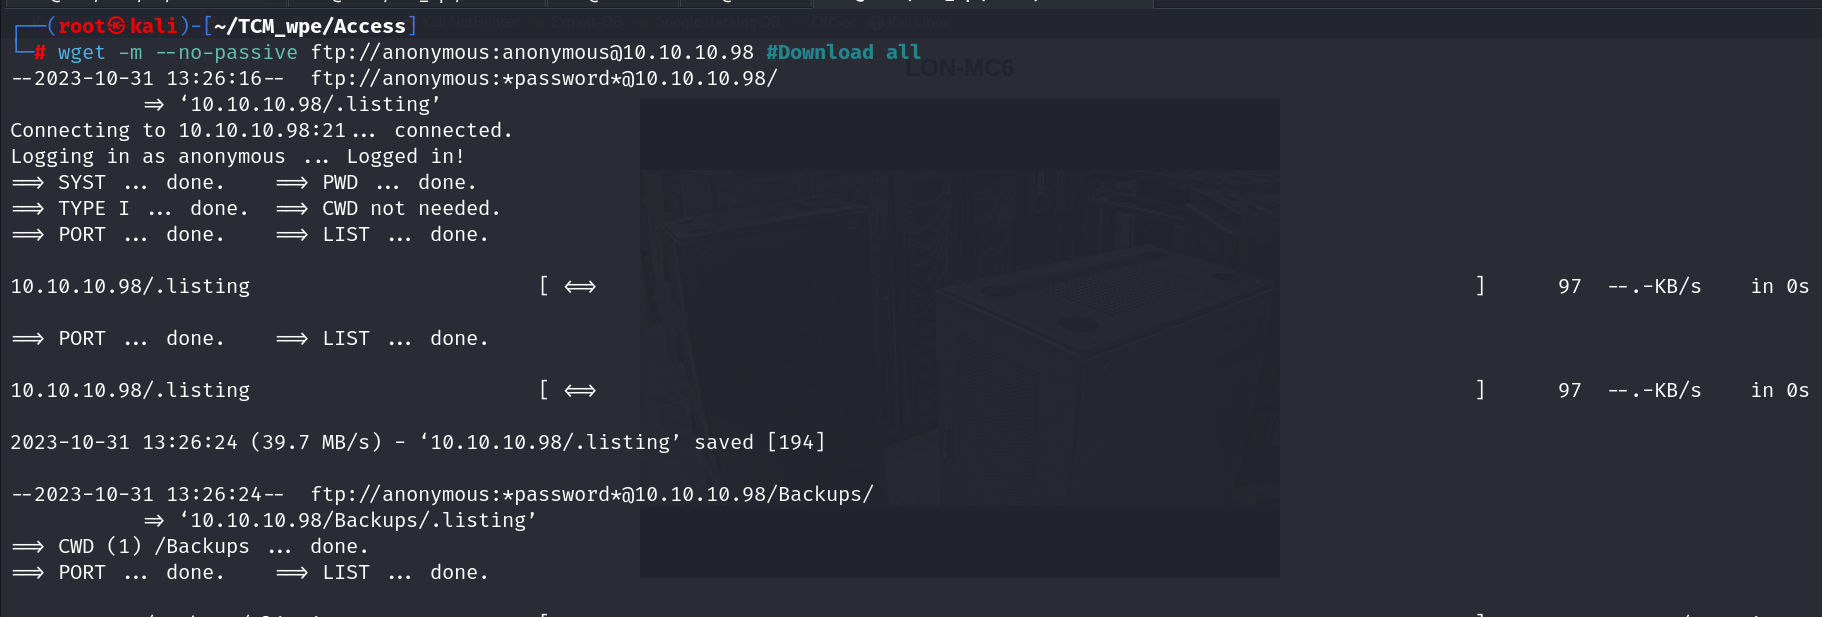 ┌──(root㉿kali)-[~/TCM_wpe/Access]
└─# wget -m --no-passive ftp://anonymous:anonymous@10.10.10.98 #Download all
--2023-10-31 13:26:16--  ftp://anonymous:*password*@10.10.10.98/
LON-MC6
           => ‘10.10.10.98/.listing’
Connecting to 10.10.10.98:21... connected.
Logging in as anonymous ... Logged in!
==> SYST ... done.    ==> PWD ... done.
==> TYPE I ... done.  ==> CWD not needed.
==> PORT ... done.    ==> LIST ... done.
10.10.10.98/.listing                        [ <=>                                                                          ]      97  --.-KB/s    in 0s
==> PORT ... done.    ==> LIST ... done.
10.10.10.98/.listing                        [ <=>                                                                          ]      97  --.-KB/s    in 0s
2023-10-31 13:26:24 (39.7 MB/s) - ‘10.10.10.98/.listing’ saved [194]
--2023-10-31 13:26:24--  ftp://anonymous:*password*@10.10.10.98/Backups/
           => ‘10.10.10.98/Backups/.listing’
==> CWD (1) /Backups ... done.
==> PORT ... done.    ==> LIST ... done.